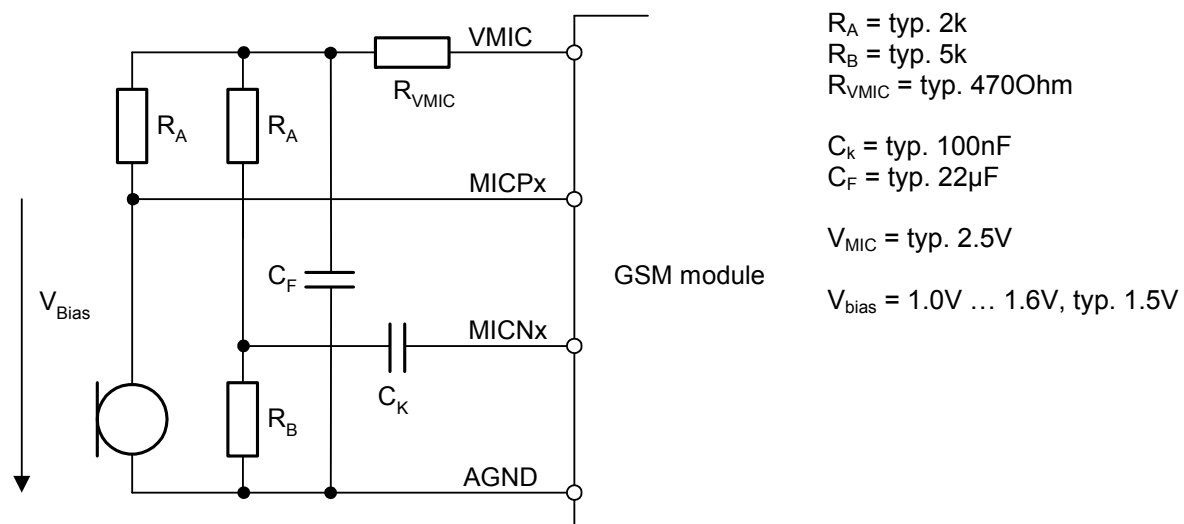 VMIC
R_VMIC
R_A
R_A
MICPx
C_F
GSM module
V_Bias
MICNx
C_K
R_B
AGND
R_A = typ. 2k
R_B = typ. 5k
R_VMIC = typ. 470Ohm
C_k = typ. 100nF
C_F = typ. 22µF
V_MIC = typ. 2.5V
V_bias = 1.0V … 1.6V, typ. 1.5V